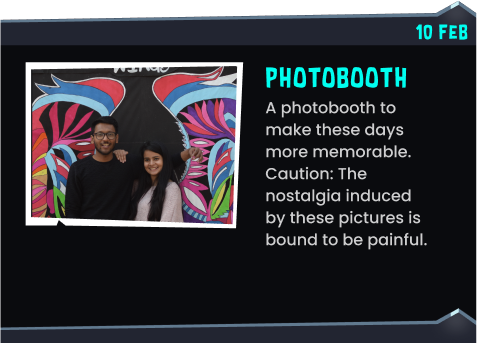 10 FEB
WINGS
PHOTOBOOTH
A photobooth to
make these days
more memorable.
Caution: The
nostalgia induced
by these pictures is
bound to be painful.